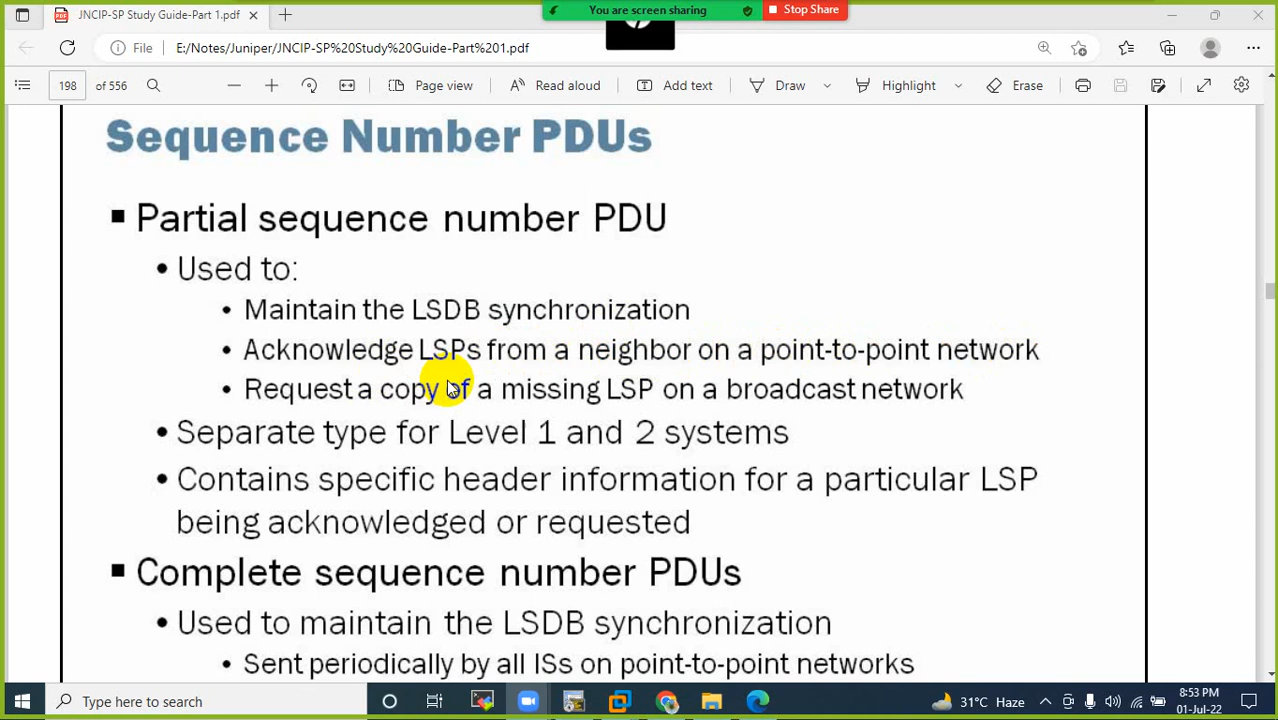 JNCIP-SP Study Guide-Part 1.pdf
You are screen sharing
Stop Share
File
E:/Notes/Juniper/JNCIP-SP%20Study%20Guide-Part%201.pdf
198 of 556
Page view
Read aloud
Add text
Draw
Highlight
Erase
Sequence Number PDUs
Partial sequence number PDU
• Used to:
• Maintain the LSDB synchronization
• Acknowledge LSPs from a neighbor on a point-to-point network
• Request a copy of a missing LSP on a broadcast network
• Separate type for Level 1 and 2 systems
• Contains specific header information for a particular LSP
being acknowledged or requested
Complete sequence number PDUs
• Used to maintain the LSDB synchronization
• Sent periodically by all ISs on point-to-point networks
Type here to search
31°C Haze
8:53 PM
01-Jul-22